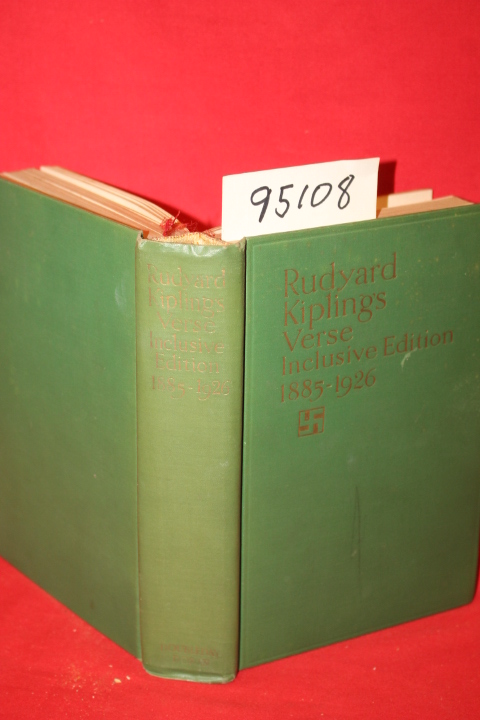 95108
Rudyard
Kipling's
Verse
Inclusive
Edition
1885-1926
Rudyard
Kipling's
Verse
Inclusive Edition
1885-1926